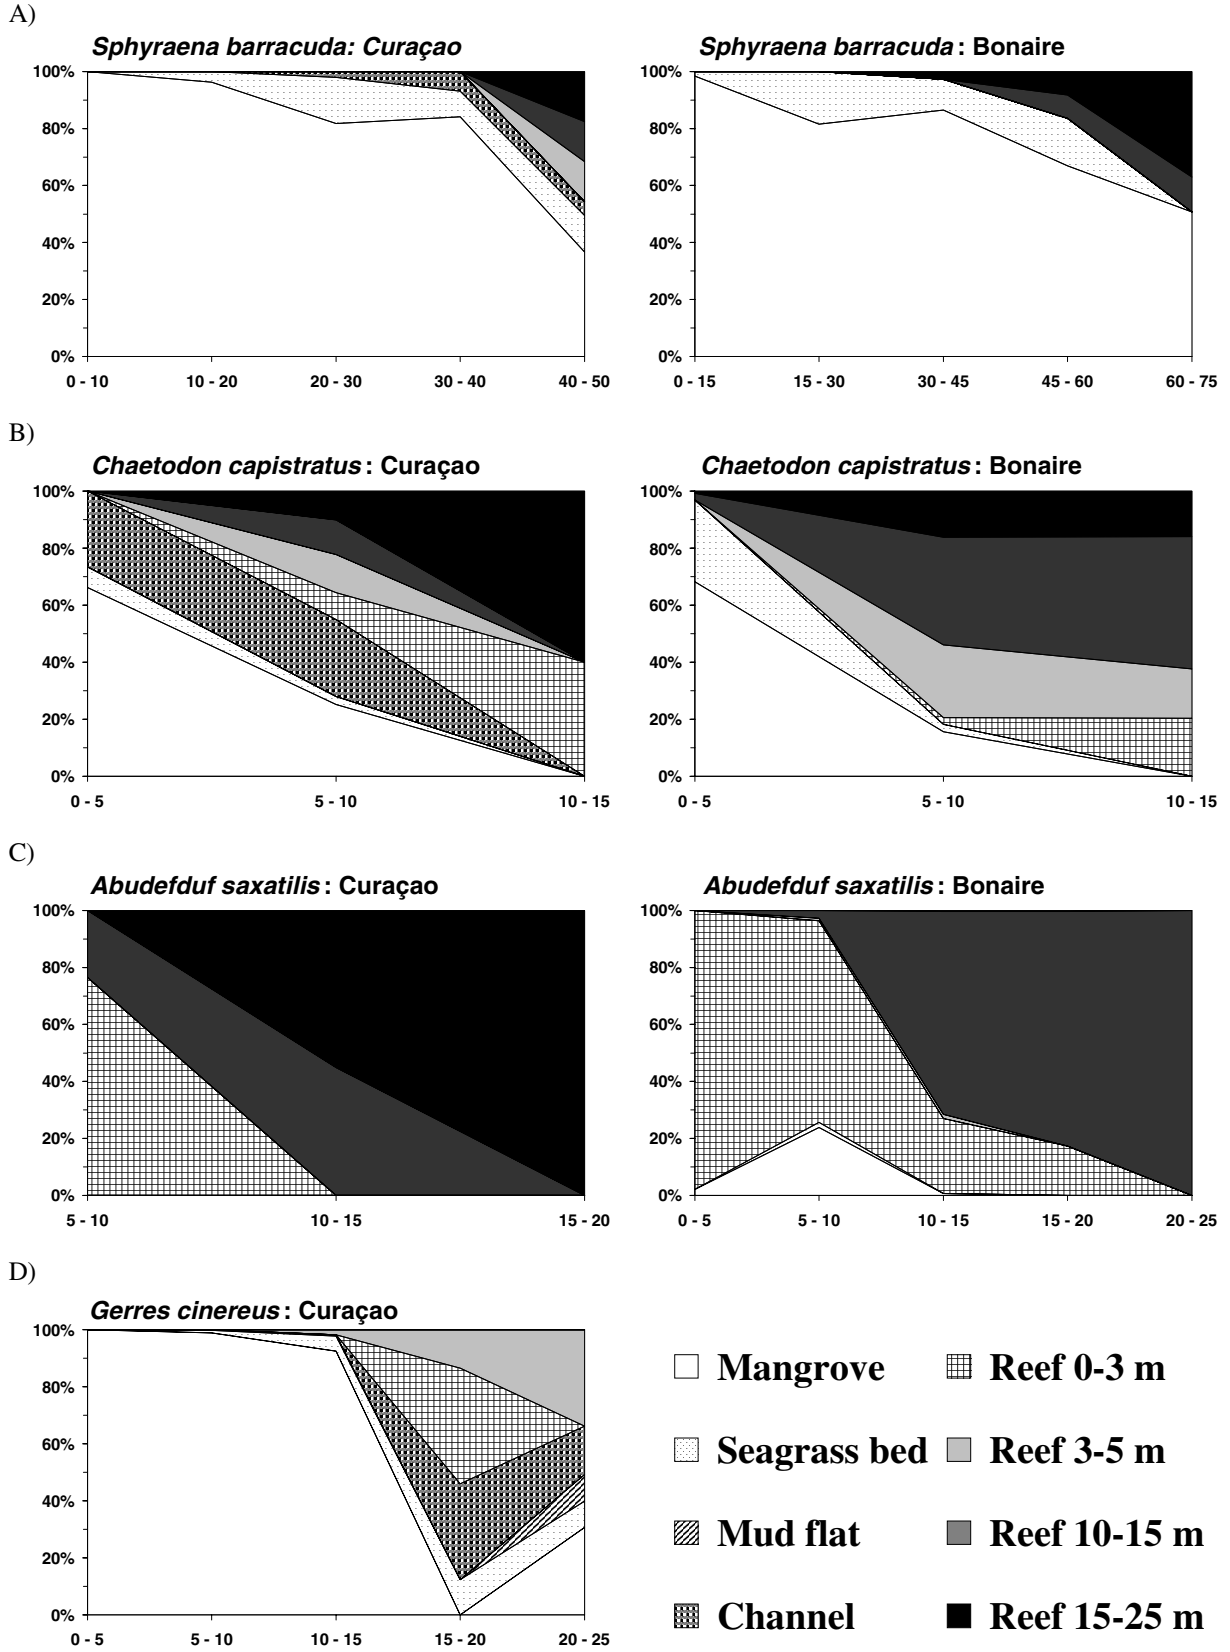 A)
Sphyraena barracuda: Curaçao
100%
80%
60%
40%
20%
0%
0 - 10 10 - 20 20 - 30 30 - 40 40 - 50
Sphyraena barracuda : Bonaire
100%
80%
60%
40%
20%
0%
0 - 15 15 - 30 30 - 45 45 - 60 60 - 75
B)
Chaetodon capistratus : Curaçao
100%
80%
60%
40%
20%
0%
0 - 5 5 - 10 10 - 15
Chaetodon capistratus : Bonaire
100%
80%
60%
40%
20%
0%
0 - 5 5 - 10 10 - 15
C)
Abudefduf saxatilis : Curaçao
100%
80%
60%
40%
20%
0%
5 - 10 10 - 15 15 - 20
Abudefduf saxatilis : Bonaire
100%
80%
60%
40%
20%
0%
0 - 5 5 - 10 10 - 15 15 - 20 20 - 25
D)
Gerres cinereus : Curaçao
100%
80%
60%
40%
20%
0%
0 - 5 5 - 10 10 - 15 15 - 20 20 - 25
Mangrove
Seagrass bed
Mud flat
Channel
Reef 0-3 m
Reef 3-5 m
Reef 10-15 m
Reef 15-25 m